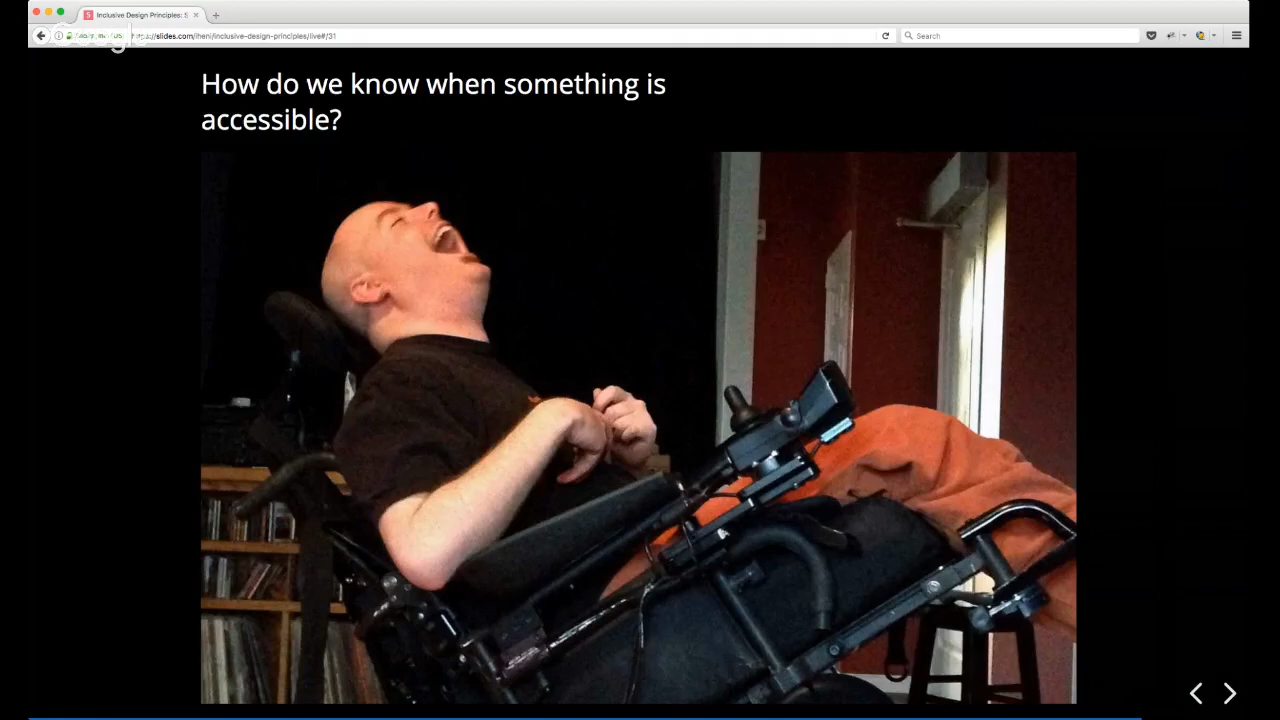 Inclusive Design Principles: S
slides.com/iheni/inclusive-design-principles/live#/31
Search
How do we know when something is
accessible?